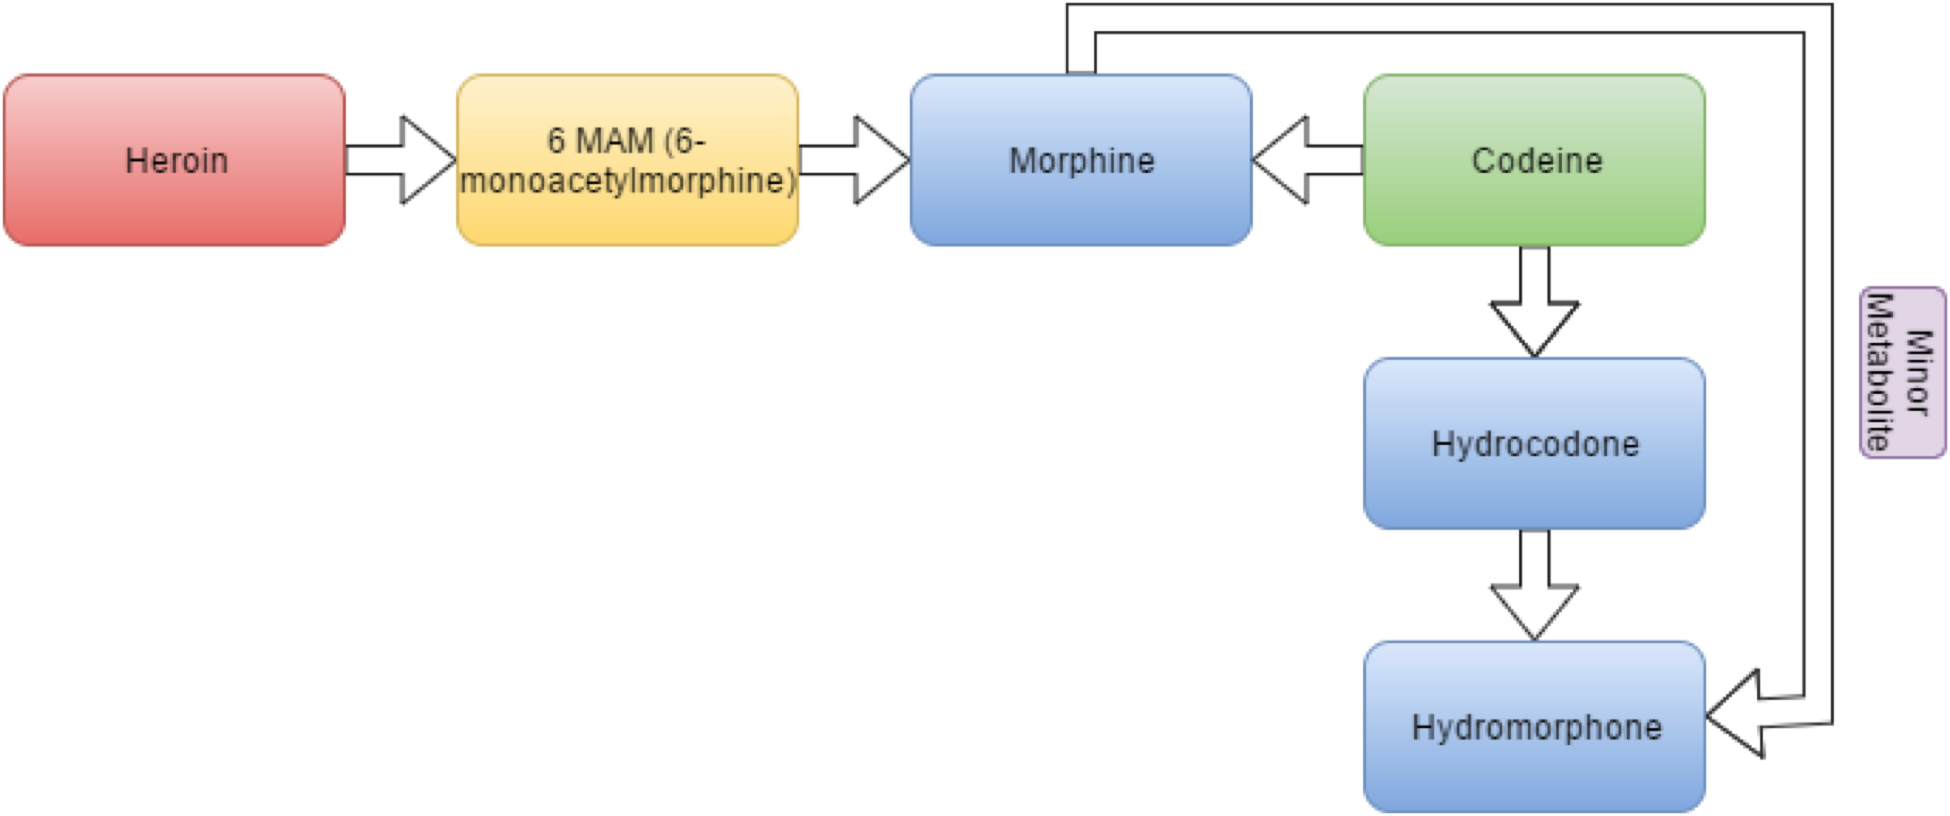 Heroin
6 MAM (6-
monoacetylmorphine)
Morphine
Codeine
Minor
Metabolite
Hydrocodone
Hydromorphone